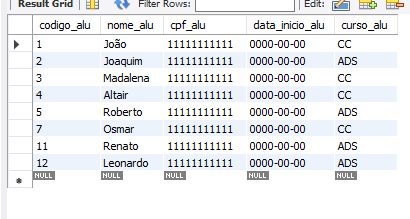 Result Grid Filter Rows: Edit:
codigo_alu nome_alu cpf_alu data_inicio_alu curso_alu
1 João 11111111111 0000-00-00 CC
2 Joaquim 11111111111 0000-00-00 ADS
3 Madalena 11111111111 0000-00-00 CC
4 Altair 11111111111 0000-00-00 CC
5 Roberto 11111111111 0000-00-00 ADS
7 Osmar 11111111111 0000-00-00 CC
11 Renato 11111111111 0000-00-00 ADS
12 Leonardo 11111111111 0000-00-00 ADS
NULL NULL NULL NULL NULL